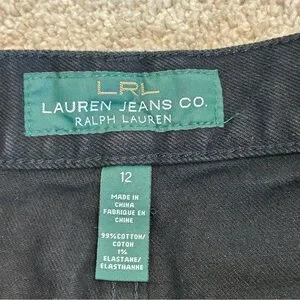 LRL
LAUREN JEANS CO.
RALPH LAUREN
12
MADE IN
CHINA
FABRIQUE EN
CHINE
99%COTTON/
COTON
1%
ELASTANE/
ELASTHANNE